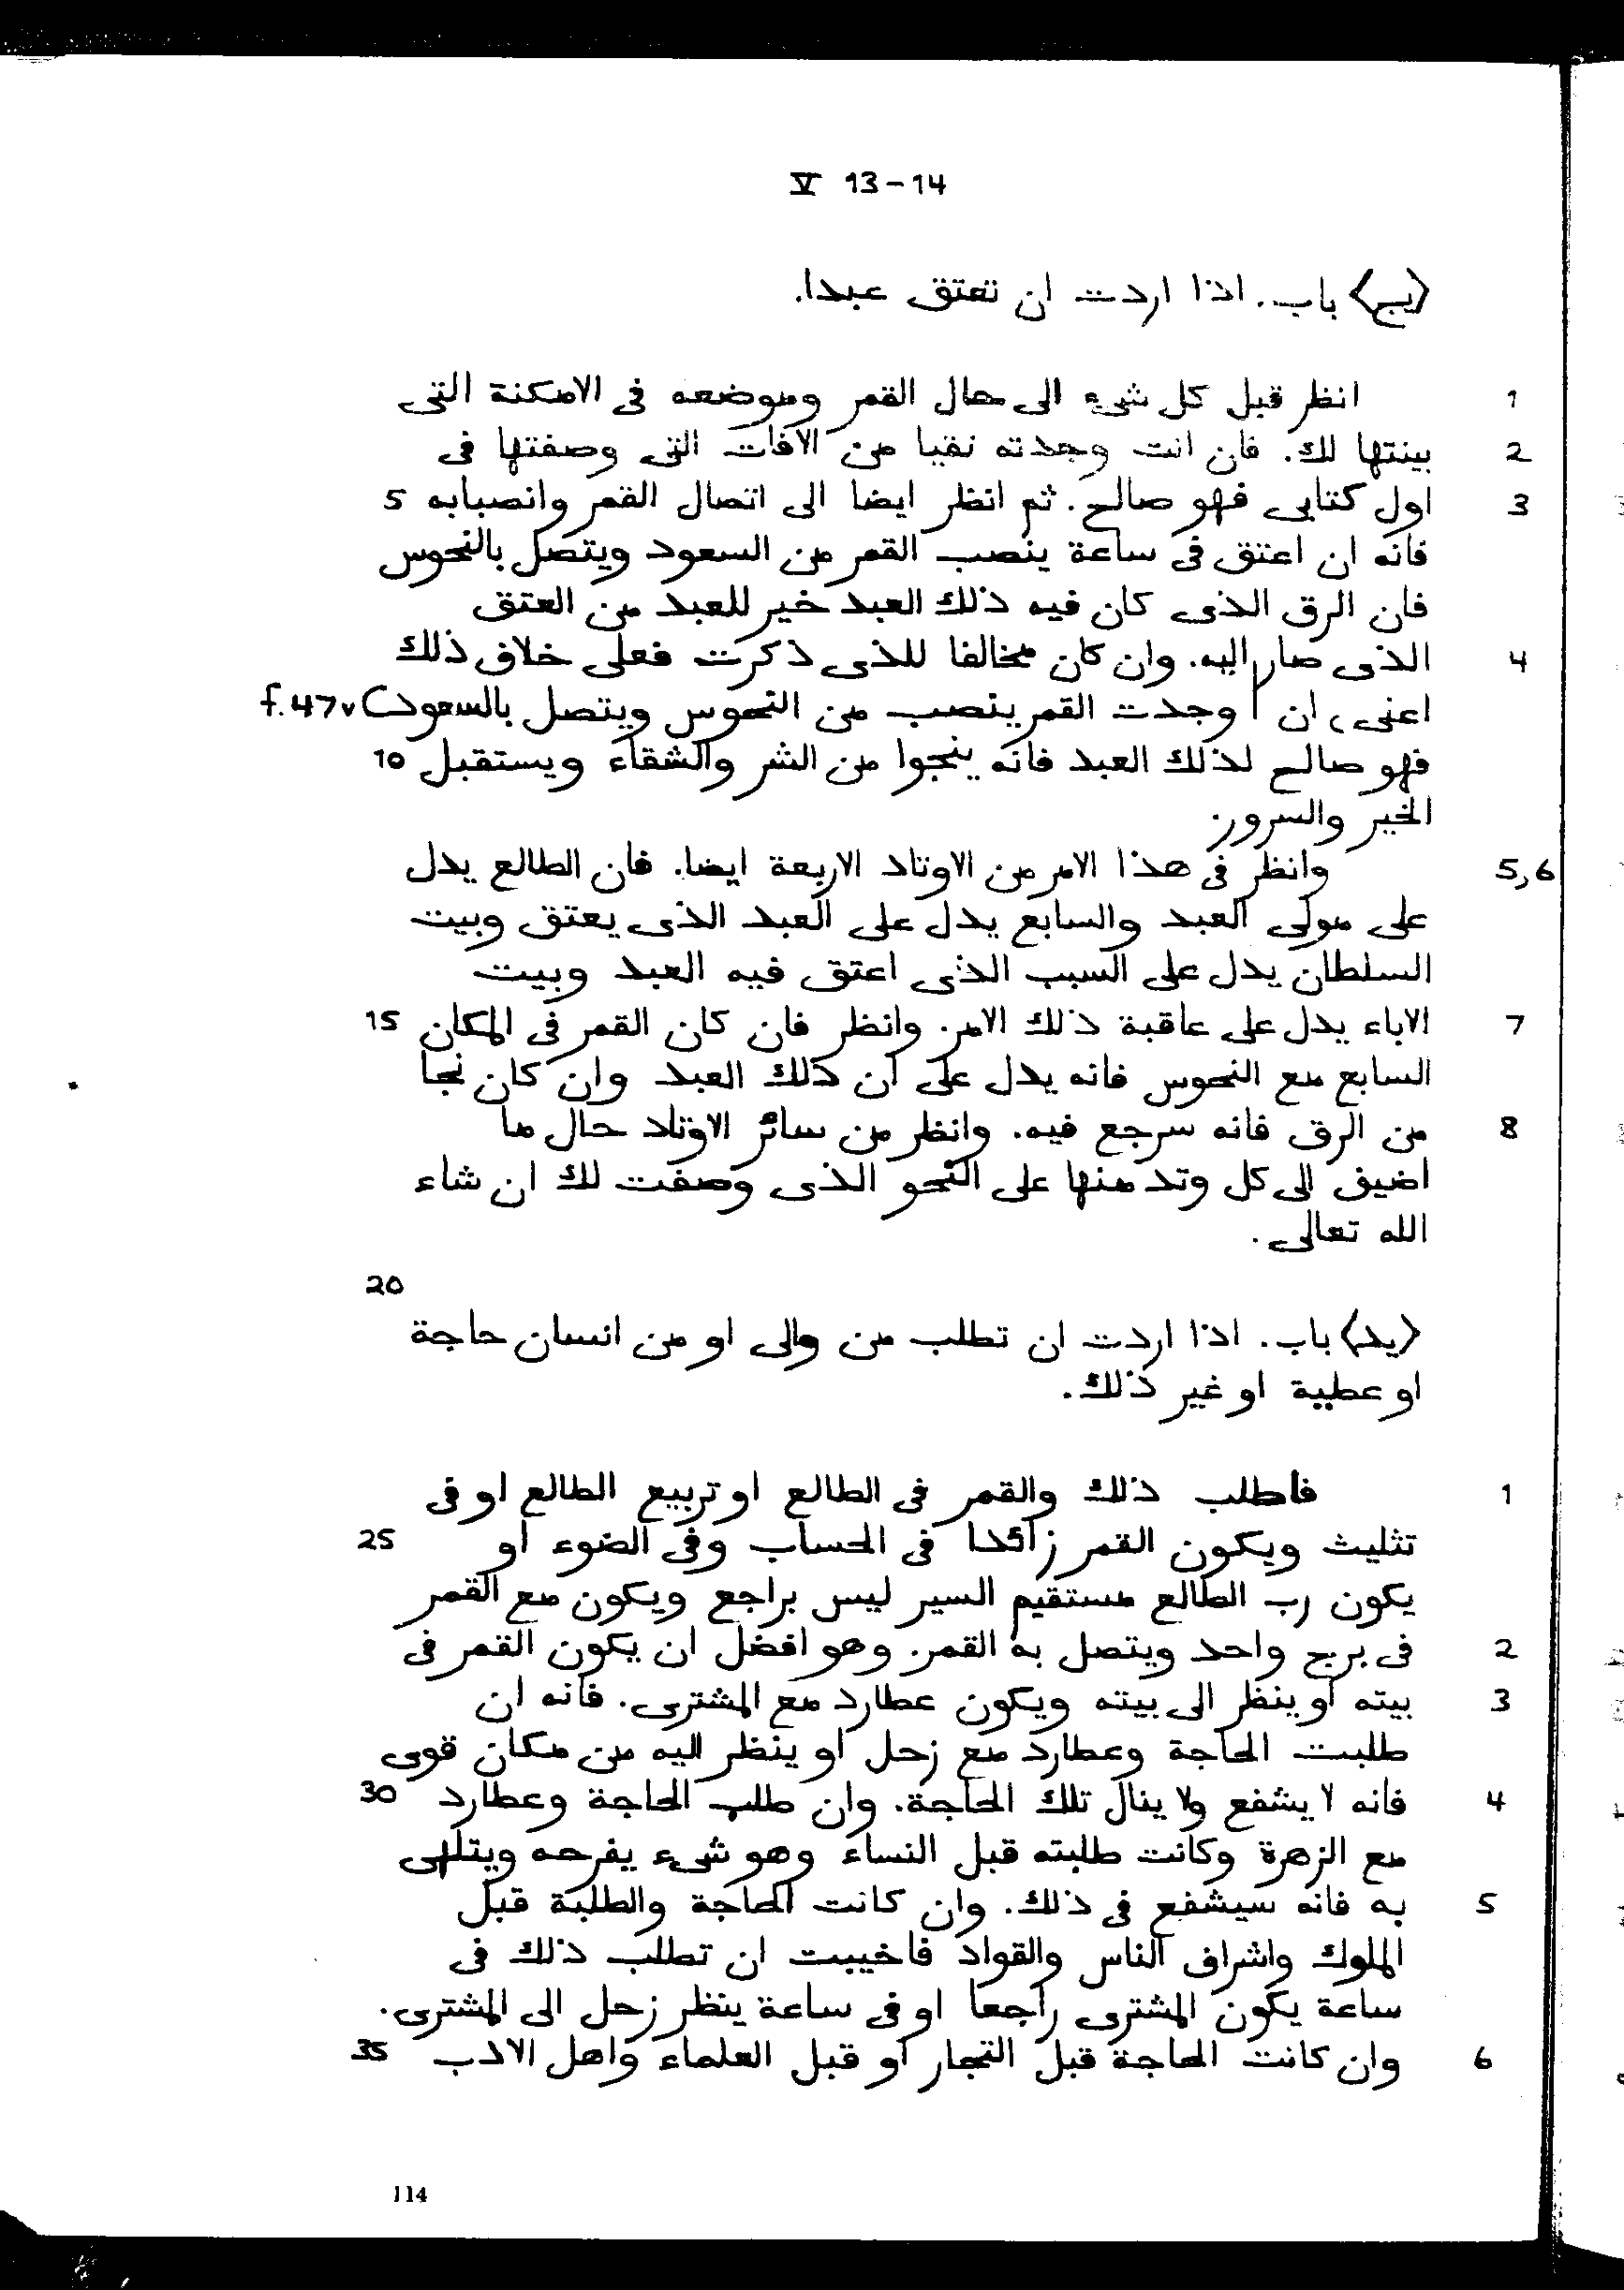 V 13-14
<يج> باب. اذا اردت ان تعتق عبدا.
1 انظر قبل كل شىء الى حال القمر وموضعه فى الامكنة التى
2 بينتها لك. فان انت وجدته نقيا من الافات التى وصفتها فى
3 اول كتابى فهو صالح. ثم انظر ايضا الى اتصال القمر وانصبابه 5
فانه ان اعتق فى ساعة ينصب القمر من السعود ويتصل بالنحوس
فان الرق الذى كان فيه ذلك العبد خير للعبد من العتق
4 الذى صار اليه. وان كان مخالفا للذى ذكرت فعلى خلاف ذلك
اعنى ان | وجدت القمر ينصب من النحوس ويتصل بالسعود f. 47v
فهو صالح لذلك العبد فانه ينجوا من الشر والشقاء ويستقبل 10
الخير والسرور.
5,6 وانظر فى هذا الامر من الاوتاد الاربعة ايضا. فان الطالع يدل
على مولى العبد والسابع يدل على العبد الذى يعتق وبيت
السلطان يدل على السبب الذى اعتق فيه العبد وبيت
7 الاباء يدل على عاقبة ذلك الامر. وانظر فان كان القمر فى المكان 15
السابع مع النحوس فانه يدل على ان ذلك العبد وان كان نجا
8 من الرق فانه سرجع فيه. وانظر من سائر الاوتاد حال ما
اضيف الى كل وتد منها على النحو الذى وصفت لك ان شاء
الله تعالى.
20
<يد> باب. اذا اردت ان تطلب من والى او من انسان حاجة
او عطية او غير ذلك.
1 فاطلب ذلك والقمر فى الطالع او تربيع الطالع او فى
تثليث ويكون القمر زائدا فى الحساب وفى الضوء او 25
يكون رب الطالع مستقيم السير ليس براجع ويكون مع القمر
2 فى برج واحد ويتصل به القمر. وهو افضل ان يكون القمر فى
3 بيته او ينظر الى بيته ويكون عطارد مع المشترى. فانه ان
طلبت الحاجة وعطارد مع زحل او ينظر اليه من مكان قوى
4 فانه لا يشفع ولا ينال تلك الحاجة. وان طلب الحاجة وعطارد 30
مع الزهرة وكانت طلبته قبل النساء وهو شىء يفرحه ويتلهى
5 به فانه سيشفع فى ذلك. وان كانت الحاجة والطلبة قبل
الملوك واشراف الناس والقواد فاخيبت ان تطلب ذلك فى
ساعة يكون المشترى راجعا او فى ساعة ينظر زحل الى المشترى.
6 وان كانت الحاجة قبل التجار او قبل العلماء واهل الادب 35
114